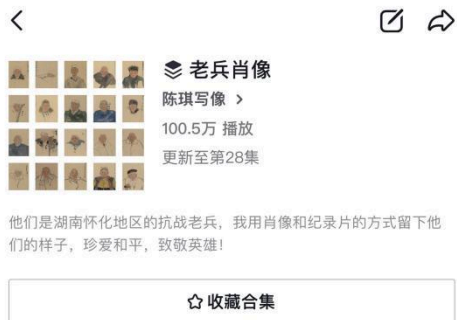 老兵肖像
陈琪写像 >
100.5万 播放
更新至第28集
他们是湖南怀化地区的抗战老兵，我用肖像和纪录片的方式留下他
们的样子，珍爱和平，致敬英雄！
收藏合集